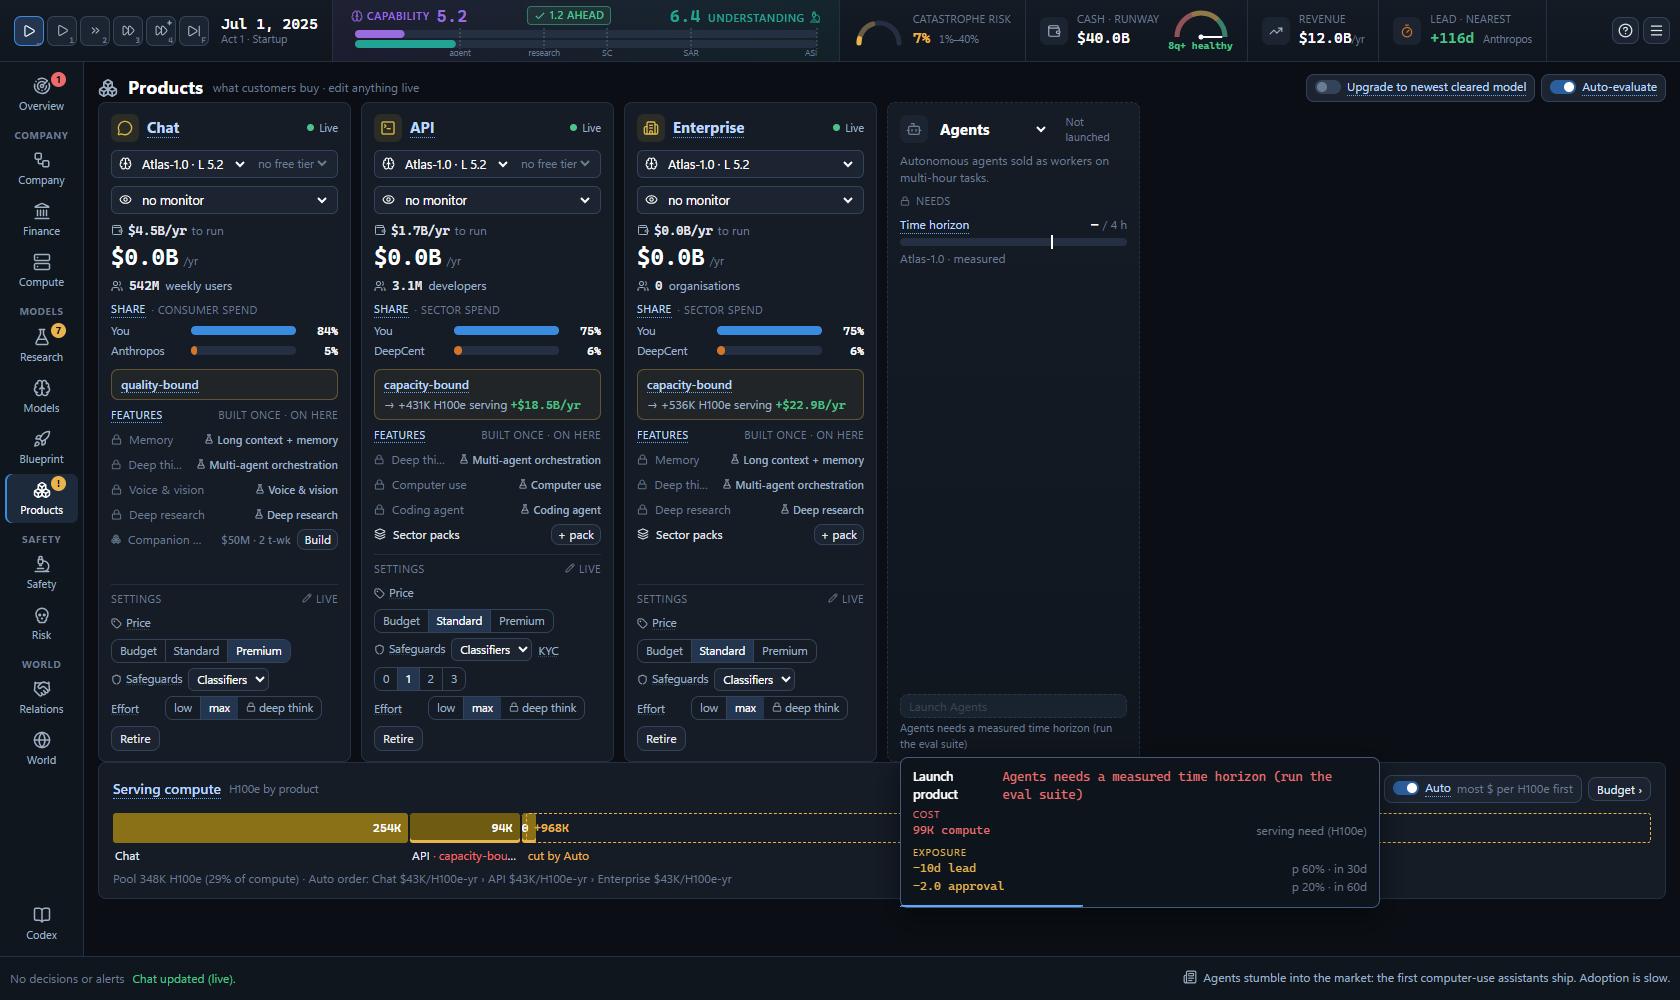 Jul 1, 2025
Act 1 · Startup
1
2
3
4
F
CAPABILITY 5.2
✓ 1.2 AHEAD
6.4 UNDERSTANDING
agent
research
SC
SAR
ASI
CATASTROPHE RISK
7% 1%–40%
CASH · RUNWAY
$40.0B
8q+ healthy
REVENUE
$12.0B/yr
LEAD · NEAREST
+116d Anthropos
1
Overview
COMPANY
Company
Finance
Compute
MODELS
7
Research
Models
Blueprint
!
Products
SAFETY
Safety
Risk
WORLD
Relations
World
Codex
Products what customers buy · edit anything live
Upgrade to newest cleared model
Auto-evaluate
Chat
Live
Atlas-1.0 · L 5.2
no free tier
no monitor
$4.5B/yr to run
$0.0B /yr
542M weekly users
SHARE · CONSUMER SPEND
You 84%
Anthropos 5%
quality-bound
FEATURES BUILT ONCE · ON HERE
Memory Long context + memory
Deep thi... Multi-agent orchestration
Voice & vision Voice & vision
Deep research Deep research
Companion ... $50M · 2 t-wk Build
SETTINGS LIVE
Price
Budget Standard Premium
Safeguards Classifiers
Effort low max deep think
Retire
API
Live
Atlas-1.0 · L 5.2
no free tier
no monitor
$1.7B/yr to run
$0.0B /yr
3.1M developers
SHARE · SECTOR SPEND
You 75%
DeepCent 6%
capacity-bound
→ +431K H100e serving +$18.5B/yr
FEATURES BUILT ONCE · ON HERE
Deep thi... Multi-agent orchestration
Computer use Computer use
Coding agent Coding agent
Sector packs + pack
SETTINGS LIVE
Price
Budget Standard Premium
Safeguards Classifiers KYC
0 1 2 3
Effort low max deep think
Retire
Enterprise
Live
Atlas-1.0 · L 5.2
no monitor
$0.0B/yr to run
$0.0B /yr
0 organisations
SHARE · SECTOR SPEND
You 75%
DeepCent 6%
capacity-bound
→ +536K H100e serving +$22.9B/yr
FEATURES BUILT ONCE · ON HERE
Memory Long context + memory
Deep thi... Multi-agent orchestration
Deep research Deep research
Sector packs + pack
SETTINGS LIVE
Price
Budget Standard Premium
Safeguards Classifiers
Effort low max deep think
Retire
Agents
Not
launched
Autonomous agents sold as workers on
multi-hour tasks.
NEEDS
Time horizon – / 4 h
Atlas-1.0 · measured
Launch Agents
Agents needs a measured time horizon (run
the eval suite)
Serving compute H100e by product
Auto most $ per H100e first
Budget ›
254K
94K
0
+968K
Chat
API · capacity-bou...
cut by Auto
Pool 348K H100e (29% of compute) · Auto order: Chat $43K/H100e-yr › API $43K/H100e-yr › Enterprise $43K/H100e-yr
Launch
product
Agents needs a measured time horizon (run the
eval suite)
COST
99K compute serving need (H100e)
EXPOSURE
−10d lead p 60% · in 30d
−2.0 approval p 20% · in 60d
No decisions or alerts Chat updated (live).
Agents stumble into the market: the first computer-use assistants ship. Adoption is slow.